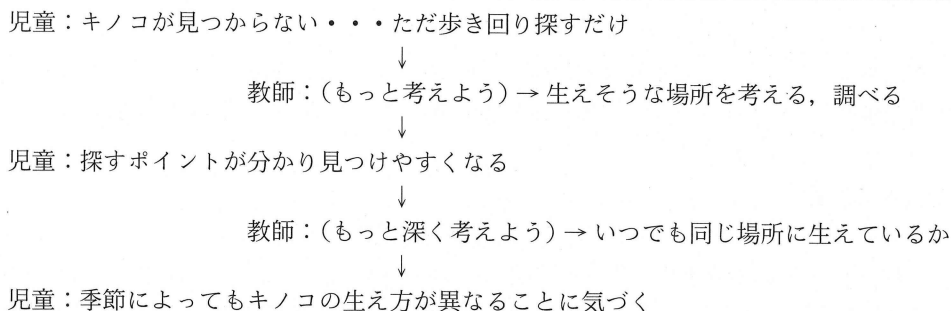 児童：キノコが見つからない・・・ただ歩き回り探すだけ
↓
教師：(もっと考えよう) → 生えそうな場所を考える，調べる
↓
児童：探すポイントが分かり見つけやすくなる
↓
教師：(もっと深く考えよう) → いつでも同じ場所に生えているか
↓
児童：季節によってもキノコの生え方が異なることに気づく